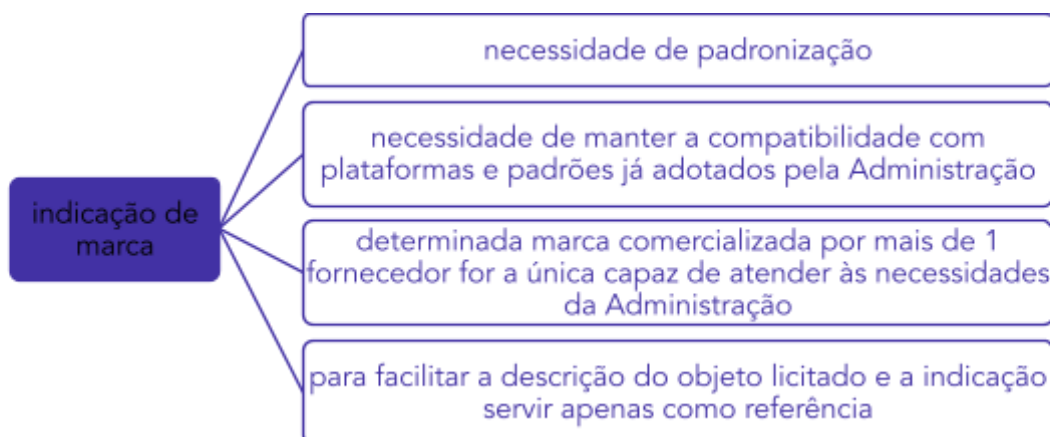 indicação de
marca
necessidade de padronização
necessidade de manter a compatibilidade com
plataformas e padrões já adotados pela Administração
determinada marca comercializada por mais de 1
fornecedor for a única capaz de atender às necessidades
da Administração
para facilitar a descrição do objeto licitado e a indicação
servir apenas como referência